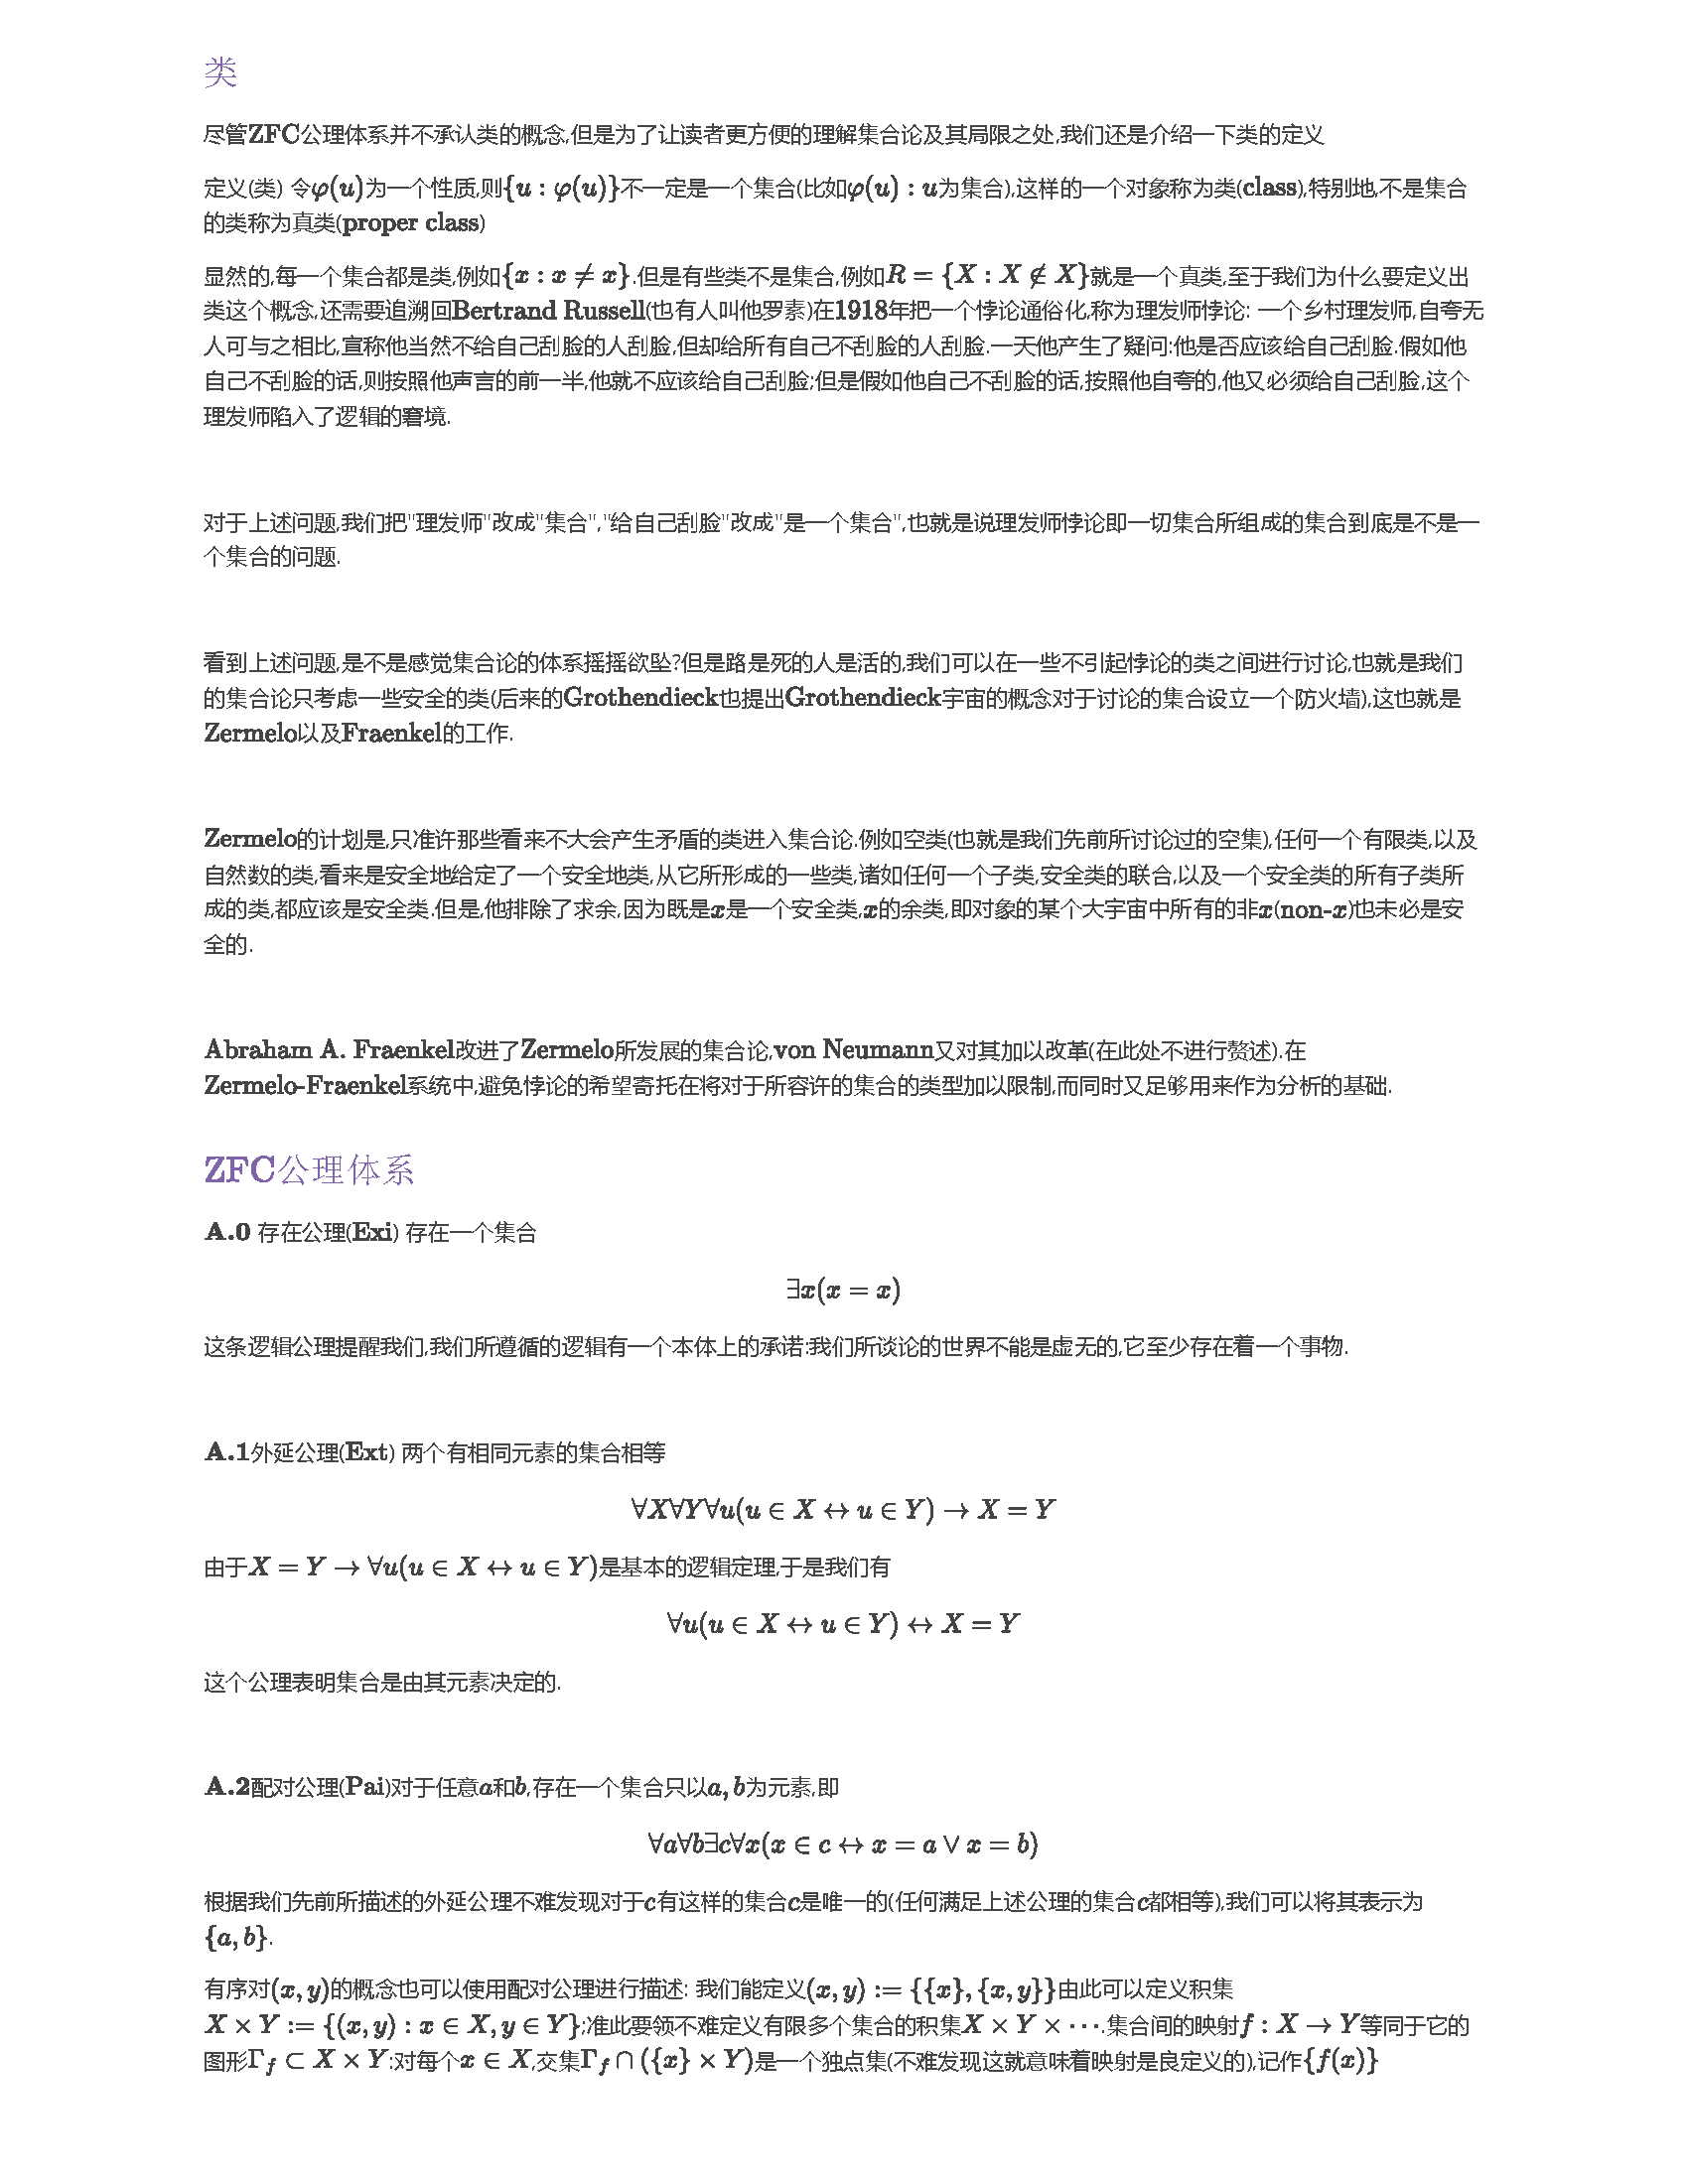 类
尽管ZFC公理体系并不承认类的概念,但是为了让读者更方便的理解集合论及其局限之处,我们还是介绍一下类的定义
定义(类) 令φ(u)为一个性质,则{u : φ(u)}不一定是一个集合(比如φ(u) : u为集合),这样的一个对象称为类(class),特别地,不是集合
的类称为真类(proper class)
显然的,每一个集合都是类,例如{x : x ≠ x}.但是有些类不是集合,例如R = {X : X ∉ X}就是一个真类,至于我们为什么要定义出
类这个概念,还需要追溯回Bertrand Russell(也有人叫他罗素)在1918年把一个悖论通俗化,称为理发师悖论: 一个乡村理发师,自夸无
人可与之相比,宣称他当然不给自己刮脸的人刮脸,但却给所有自己不刮脸的人刮脸.一天他产生了疑问:他是否应该给自己刮脸.假如他
自己不刮脸的话,则按照他声言的前一半,他就不应该给自己刮脸;但是假如他自己不刮脸的话,按照他自夸的,他又必须给自己刮脸,这个
理发师陷入了逻辑的窘境.
对于上述问题,我们把"理发师"改成"集合","给自己刮脸"改成"是一个集合",也就是说理发师悖论即一切集合所组成的集合到底是不是一
个集合的问题.
看到上述问题,是不是感觉集合论的体系摇摇欲坠?但是路是死的人是活的,我们可以在一些不引起悖论的类之间进行讨论,也就是我们
的集合论只考虑一些安全的类(后来的Grothendieck也提出Grothendieck宇宙的概念对于讨论的集合设立一个防火墙),这也就是
Zermelo以及Fraenkel的工作.
Zermelo的计划是,只准许那些看来不大会产生矛盾的类进入集合论.例如空类(也就是我们先前所讨论过的空集),任何一个有限类,以及
自然数的类,看来是安全地给定了一个安全地类,从它所形成的一些类,诸如任何一个子类,安全类的联合,以及一个安全类的所有子类所
成的类,都应该是安全类.但是,他排除了求余,因为既是x是一个安全类,x的余类,即对象的某个大宇宙中所有的非x(non-x)也未必是安
全的.
Abraham A. Fraenkel改进了Zermelo所发展的集合论,von Neumann又对其加以改革(在此处不进行赘述).在
Zermelo-Fraenkel系统中,避免悖论的希望寄托在将对于所容许的集合的类型加以限制,而同时又足够用来作为分析的基础.
ZFC公理体系
A.0 存在公理(Exi) 存在一个集合
∃x(x = x)
这条逻辑公理提醒我们,我们所遵循的逻辑有一个本体上的承诺:我们所谈论的世界不能是虚无的,它至少存在着一个事物.
A.1外延公理(Ext) 两个有相同元素的集合相等
∀X∀Y∀u(u ∈ X ↔ u ∈ Y) → X = Y
由于X = Y → ∀u(u ∈ X ↔ u ∈ Y)是基本的逻辑定理,于是我们有
∀u(u ∈ X ↔ u ∈ Y) ↔ X = Y
这个公理表明集合是由其元素决定的.
A.2配对公理(Pai)对于任意a和b,存在一个集合只以a, b为元素,即
∀a∀b∃c∀x(x ∈ c ↔ x = a ∨ x = b)
根据我们先前所描述的外延公理不难发现对于c有这样的集合c是唯一的(任何满足上述公理的集合c都相等),我们可以将其表示为
{a, b}.
有序对(x, y)的概念也可以使用配对公理进行描述: 我们能定义(x, y) := {{x}, {x, y}}由此可以定义积集
X × Y := {(x, y) : x ∈ X, y ∈ Y};准此要领不难定义有限多个集合的积集X × Y × ⋯.集合间的映射f : X → Y等同于它的
图形Γ_f ⊂ X × Y:对每个x ∈ X,交集Γ_f ∩ ({x} × Y)是一个独点集(不难发现这就意味着映射是良定义的),记作{f(x)}